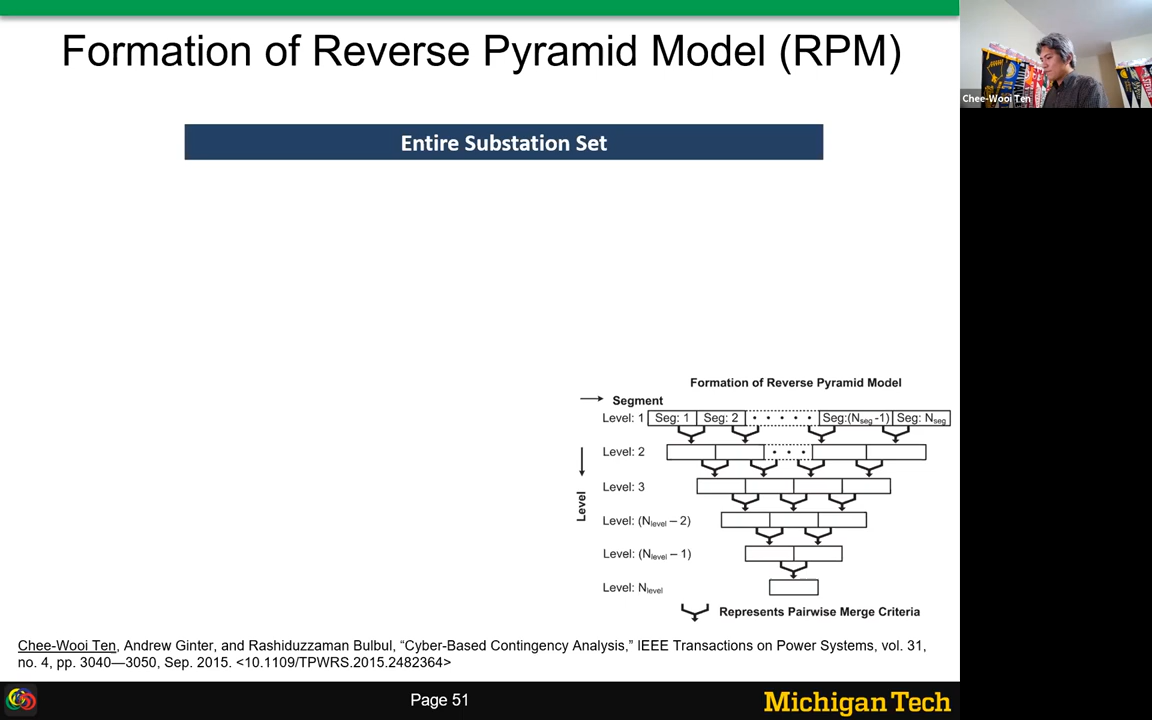 Formation of Reverse Pyramid Model (RPM)
Chee-Wooi Ten
Entire Substation Set
Formation of Reverse Pyramid Model
Segment
Level: 1 Seg: 1 Seg: 2 Seg:(Nseg -1) Seg: Nseg
Level: 2
Level: 3
Level
Level: (Nlevel – 2)
Level: (Nlevel – 1)
Level: Nlevel
Represents Pairwise Merge Criteria
Chee-Wooi Ten, Andrew Ginter, and Rashiduzzaman Bulbul, “Cyber-Based Contingency Analysis,” IEEE Transactions on Power Systems, vol. 31,
no. 4, pp. 3040—3050, Sep. 2015. <10.1109/TPWRS.2015.2482364>
Page 51
Michigan Tech